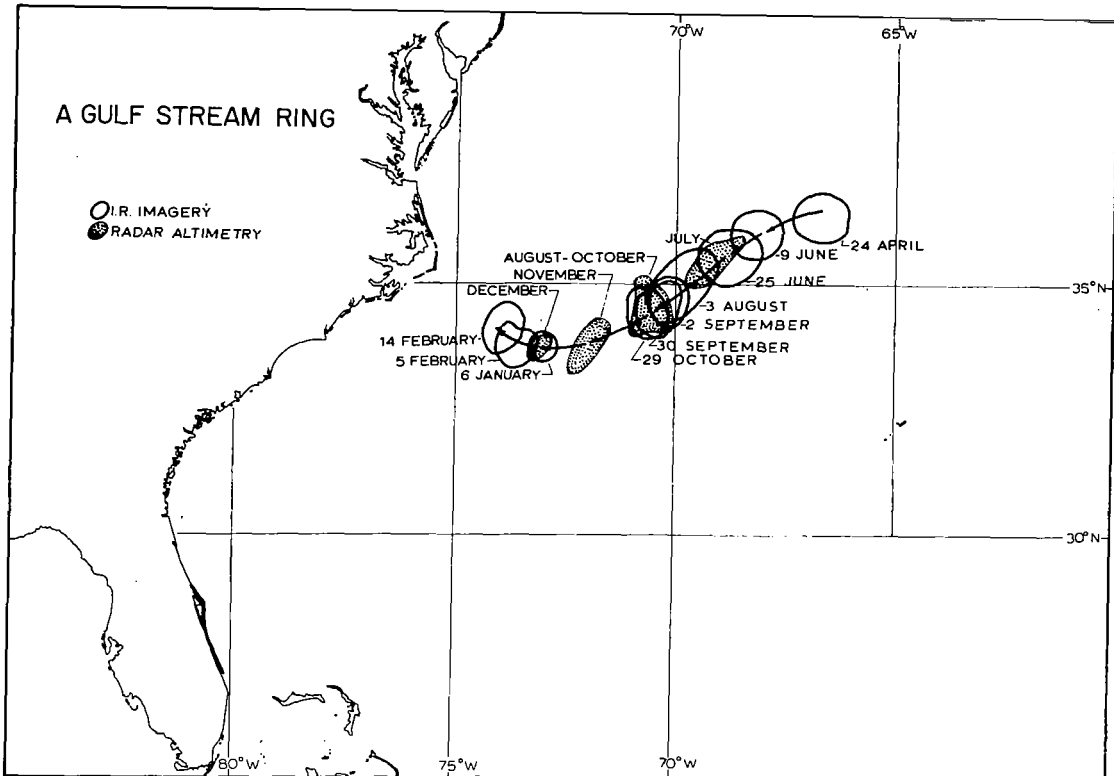 70°W
65°W
A GULF STREAM RING
I.R. IMAGERY
RADAR ALTIMETRY
JULY
24 APRIL
AUGUST-OCTOBER
9 JUNE
NOVEMBER
25 JUNE
DECEMBER
35°N
3 AUGUST
2 SEPTEMBER
14 FEBRUARY
30 SEPTEMBER
5 FEBRUARY
29 OCTOBER
6 JANUARY
30°N
80°W
75°W
70°W